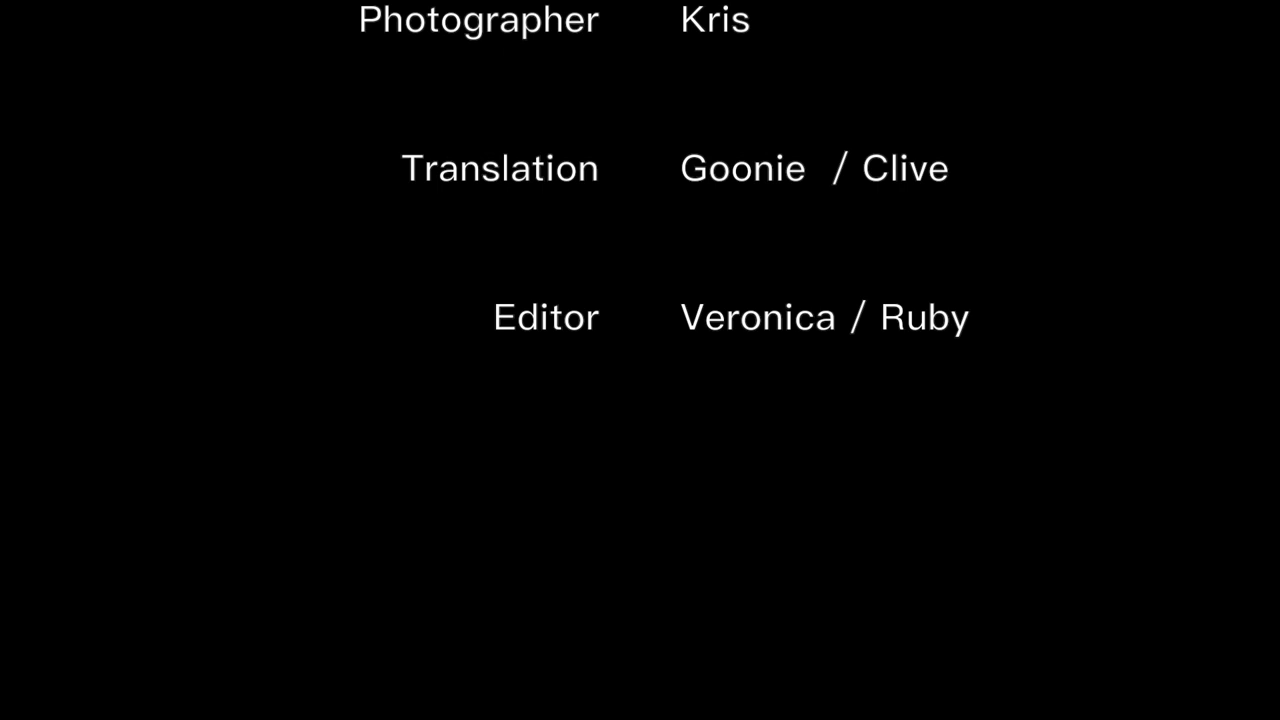 Photographer Kris
Translation Goonie / Clive
Editor Veronica / Ruby